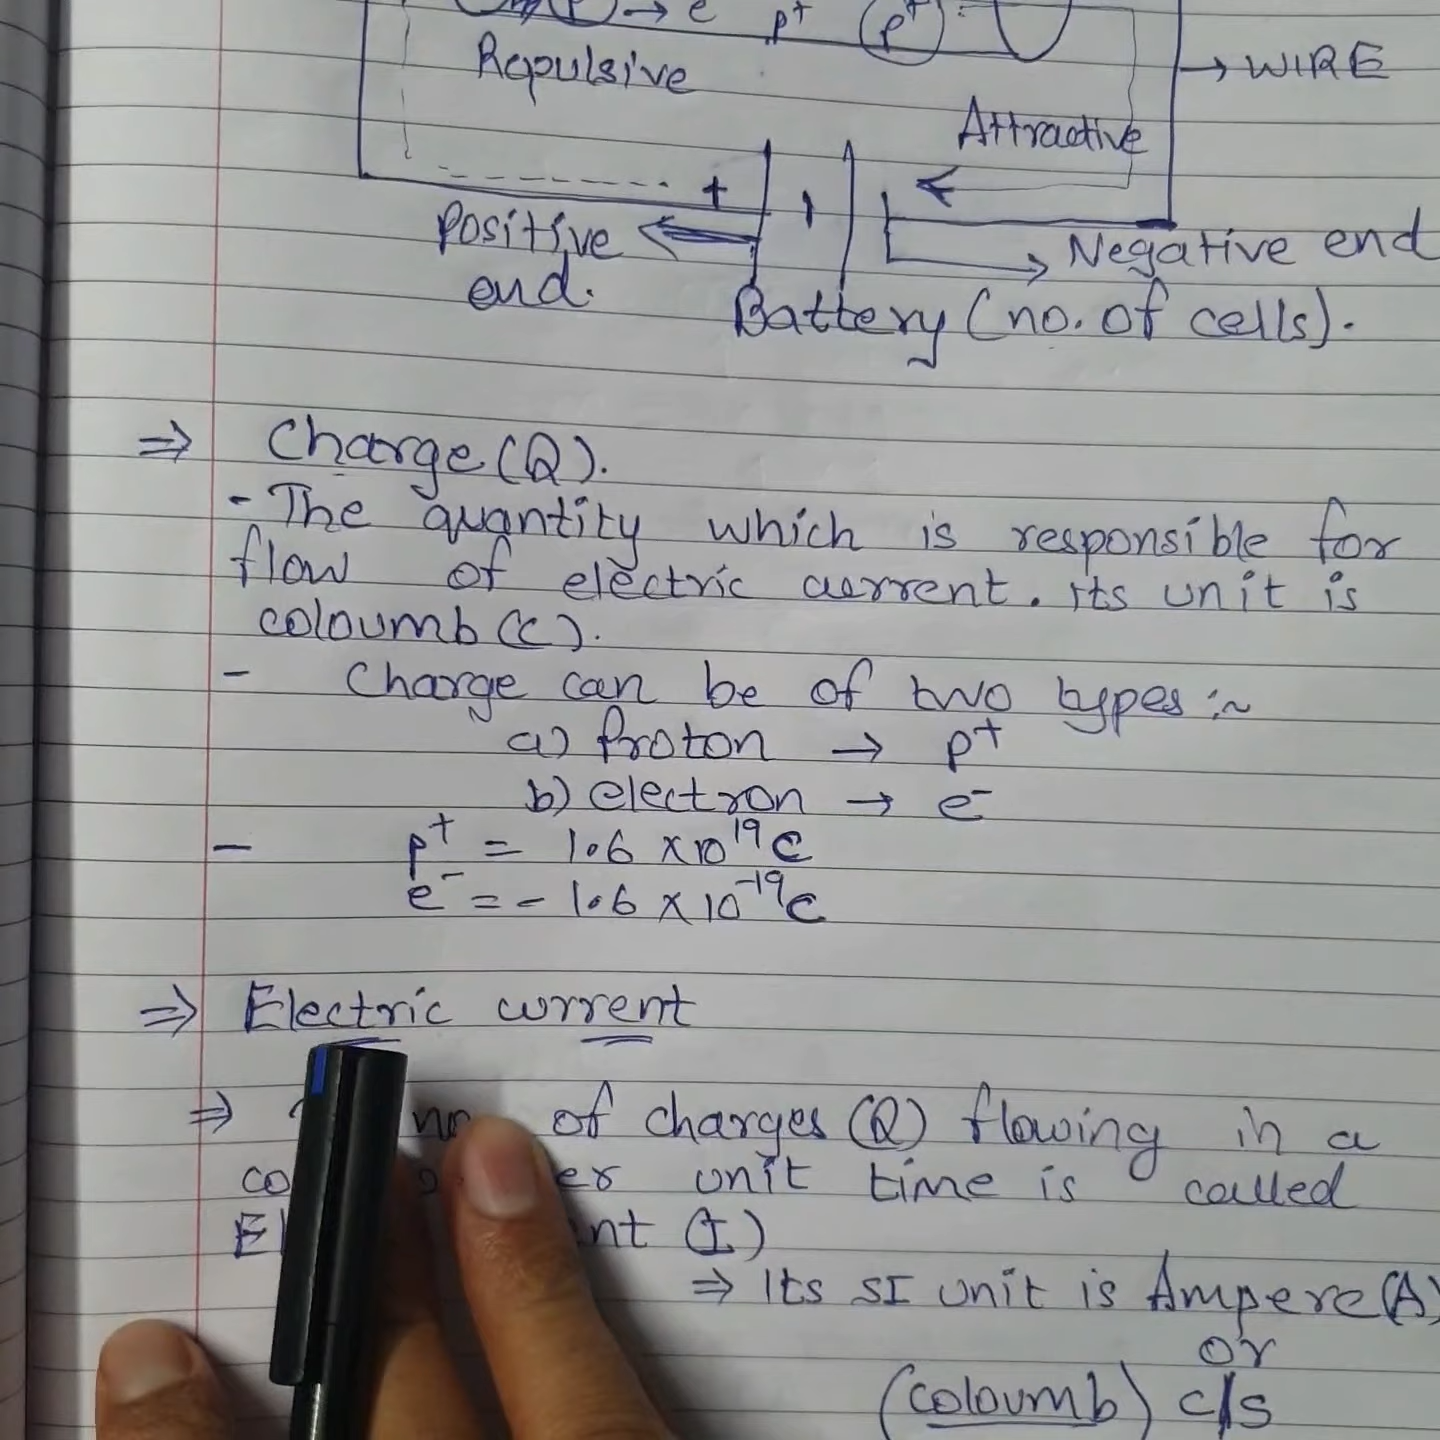 → e p+ p+
Repulsive
→ WIRE
Attractive
+
Positive
end.
→ Negative end
Battery (no. of cells).
⇒ Charge (Q).
- The quantity which is responsible for
flow of electric current. its unit is
coloumb (c).
- Charge can be of two types :~
a) Proton → p+
b) electron → e-
- p+ = 1.6 ×10^19 C
e- = - 1.6 × 10^-19 C
⇒ Electric current
⇒ no of charges (Q) flowing in a
unit time is called
(I)
⇒ Its SI unit is Ampere (A)
or
(coloumb) c/s